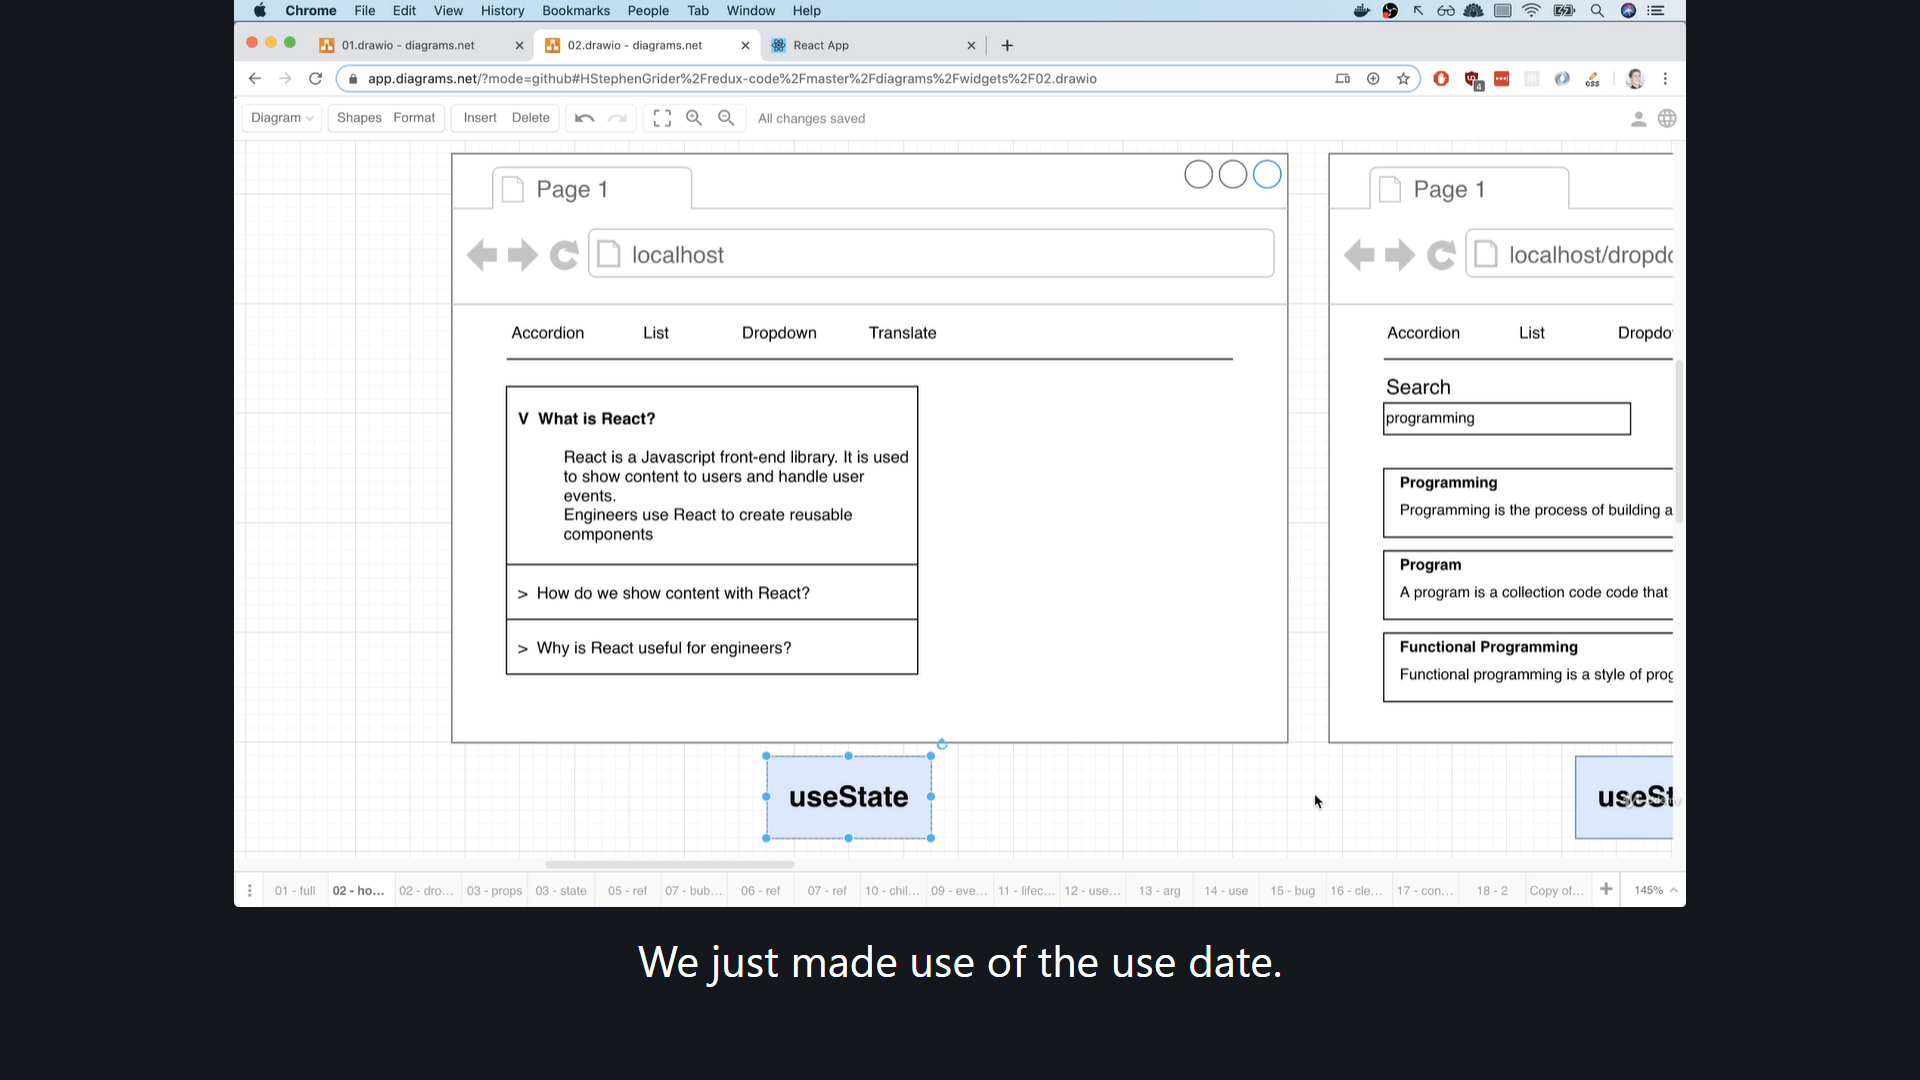 Chrome File Edit View History Bookmarks People Tab Window Help
01.drawio - diagrams.net
02.drawio - diagrams.net
React App
app.diagrams.net/?mode=github#HStephenGrider%2Fredux-code%2Fmaster%2Fdiagrams%2Fwidgets%2F02.drawio
4
css
Diagram Shapes Format Insert Delete All changes saved
Page 1
localhost
Accordion List Dropdown Translate
V What is React?
React is a Javascript front-end library. It is used
to show content to users and handle user
events.
Engineers use React to create reusable
components
> How do we show content with React?
> Why is React useful for engineers?
useState
Page 1
localhost/dropdo
Accordion List Dropdo
Search
programming
Programming
Programming is the process of building a
Program
A program is a collection code code that
Functional Programming
Functional programming is a style of prog
useSt
01 - full 02 - ho... 02 - dro... 03 - props 03 - state 05 - ref 07 - bub... 06 - ref 07 - ref 10 - chil... 09 - eve... 11 - lifec... 12 - use... 13 - arg 14 - use 15 - bug 16 - cle... 17 - con... 18 - 2 Copy of... 145%
We just made use of the use date.